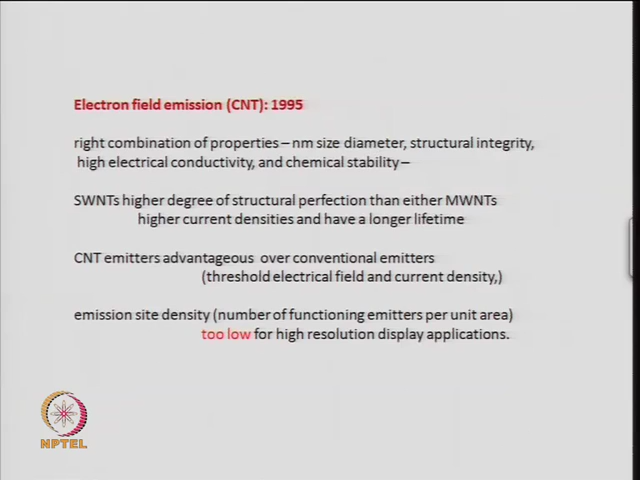 Electron field emission (CNT): 1995
right combination of properties – nm size diameter, structural integrity,
high electrical conductivity, and chemical stability –
SWNTs higher degree of structural perfection than either MWNTs
higher current densities and have a longer lifetime
CNT emitters advantageous over conventional emitters
(threshold electrical field and current density,)
emission site density (number of functioning emitters per unit area)
too low for high resolution display applications.
NPTEL